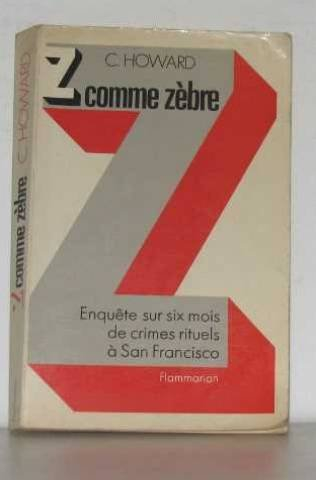 C. HOWARD
Z comme zèbre
Enquête sur six mois
de crimes rituels
à San Francisco
Flammarion
Z comme zèbre C. HOWARD